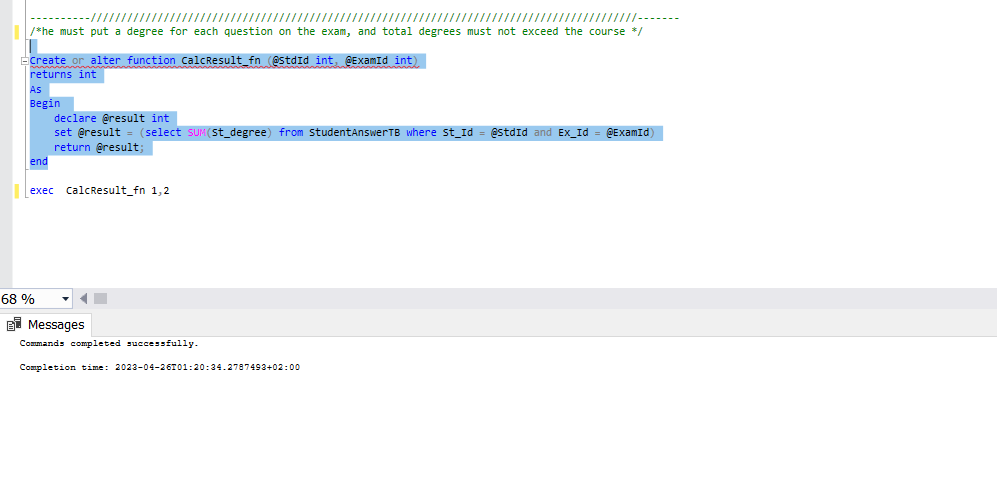 ----------///////////////////////////////////////////////////////////////////////////////////////////-------
/*he must put a degree for each question on the exam, and total degrees must not exceed the course */
Create or alter function CalcResult_fn (@StdId int, @ExamId int)
returns int
As
Begin
declare @result int
set @result = (select SUM(St_degree) from StudentAnswerTB where St_Id = @StdId and Ex_Id = @ExamId)
return @result;
end
exec  CalcResult_fn 1,2
68 %
Messages
Commands completed successfully.
Completion time: 2023-04-26T01:20:34.2787493+02:00